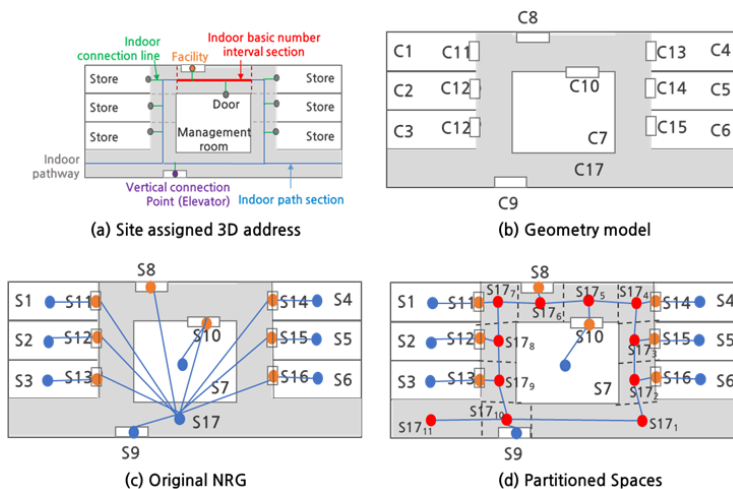 Indoor
connection line
Facility
Indoor basic number
interval section
Store
Store
Store
Door
Management
room
Store
Store
Store
Indoor
pathway
Vertical connection
Point (Elevator)
Indoor path section
(a) Site assigned 3D address
C8
C1
C11
C13
C4
C2
C12
C10
C14
C5
C3
C12
C7
C15
C6
C17
C9
(b) Geometry model
S8
S1
S11
S14
S4
S2
S12
S10
S15
S5
S3
S13
S7
S16
S6
S17
S9
(c) Original NRG
S8
S1
S11
S17₇
S17₆
S17₅
S17₄
S14
S4
S2
S12
S17₈
S10
S17₃
S15
S5
S3
S13
S17₉
S7
S17₂
S16
S6
S17₁₁
S17₁₀
S17₁
S9
(d) Partitioned Spaces